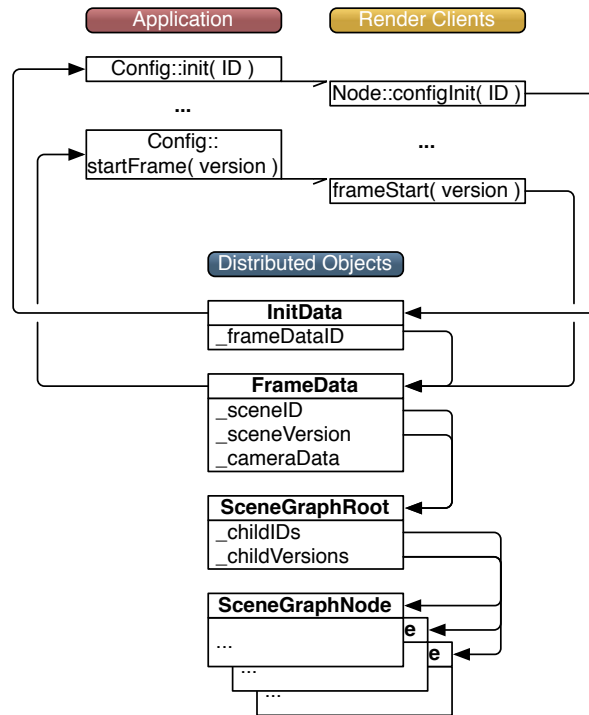 Application
Render Clients
Config::init( ID )
Node::configInit( ID )
...
Config::
startFrame( version )
...
frameStart( version )
Distributed Objects
InitData
_frameDataID
FrameData
_sceneID
_sceneVersion
_cameraData
SceneGraphRoot
_childIDs
_childVersions
SceneGraphNode
e
...
e
...
...